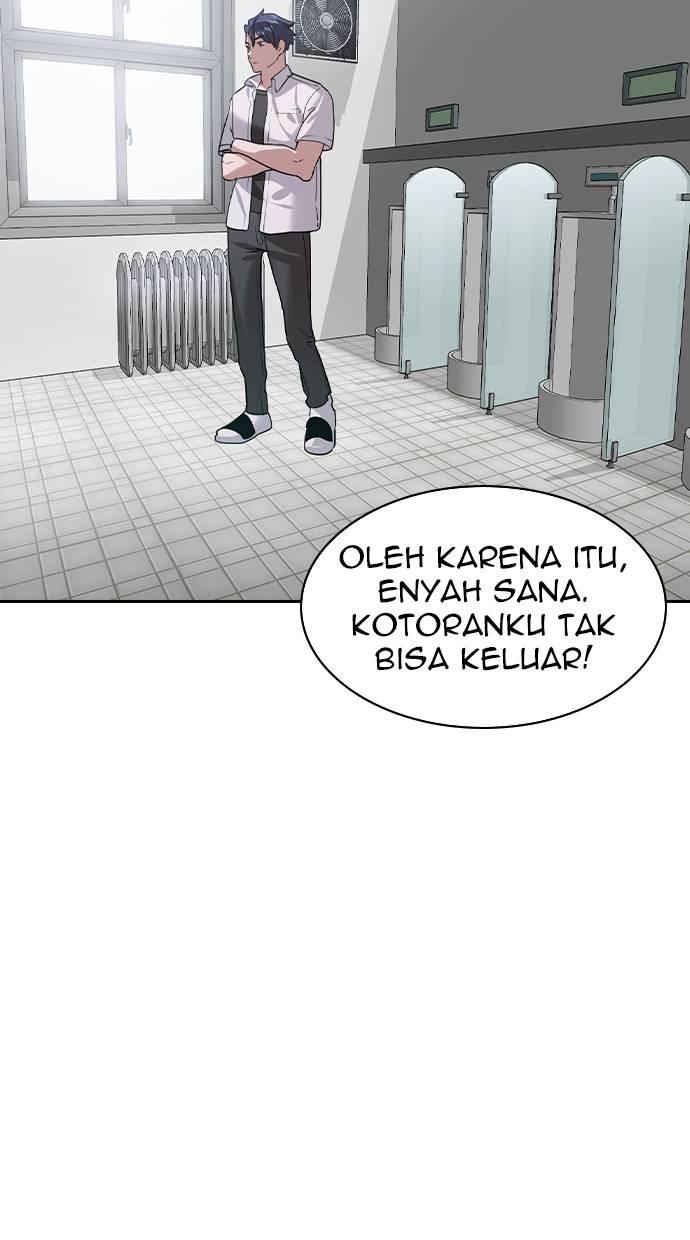 OLEH KARENA ITU,
ENYAH SANA.
KOTORANKU TAK
BISA KELUAR!